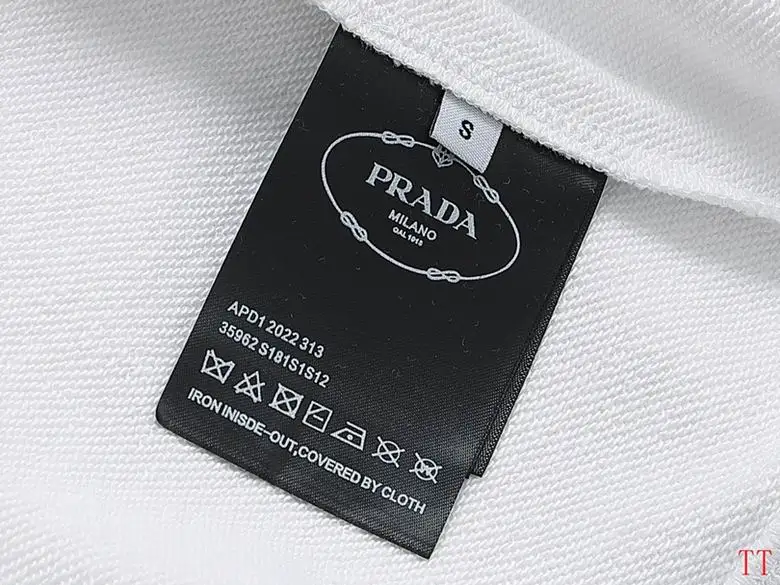 S
PRADA
MILANO
DAL 1913
APD1 2022 313
35962 S181S1S12
IRON INISDE-OUT,COVERED BY CLOTH
TT